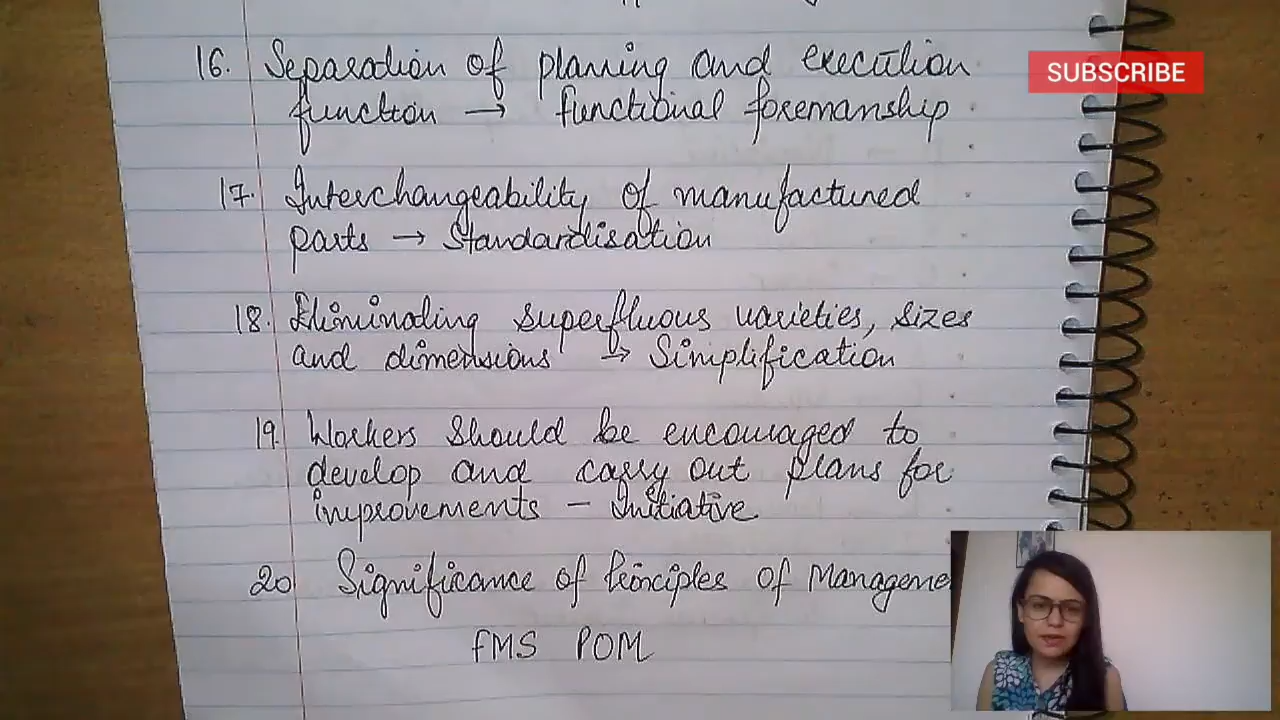 16. Separation of planning and execution
function → functional foremanship
SUBSCRIBE
17. Interchangeability of manufactured
parts → Standardisation
18. Eliminating superfluous varieties, sizes
and dimensions → Simplification
19. Workers should be encouraged to
develop and carry out plans for
improvements - Initiative
20 Significance of Principles of Manageme
FMS POM